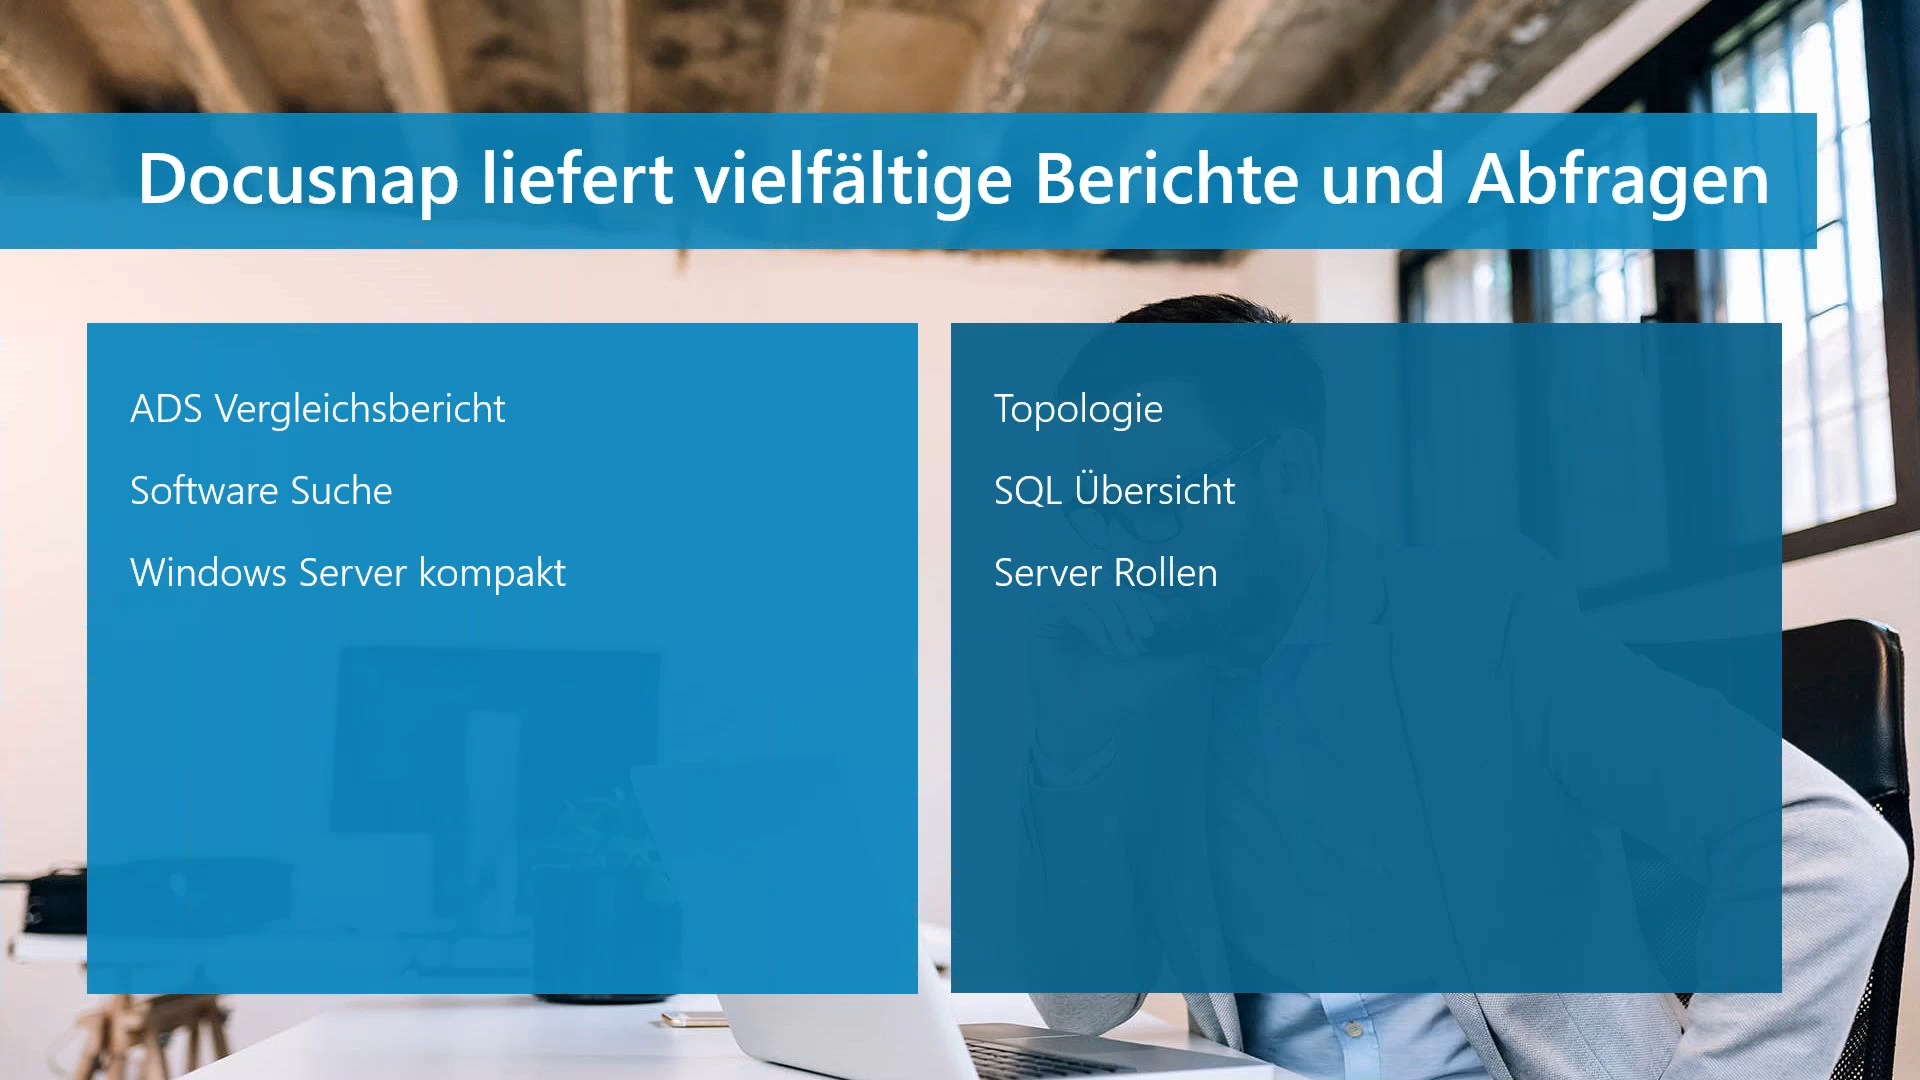 Docusnap liefert vielfältige Berichte und Abfragen
ADS Vergleichsbericht
Software Suche
Windows Server kompakt
Topologie
SQL Übersicht
Server Rollen